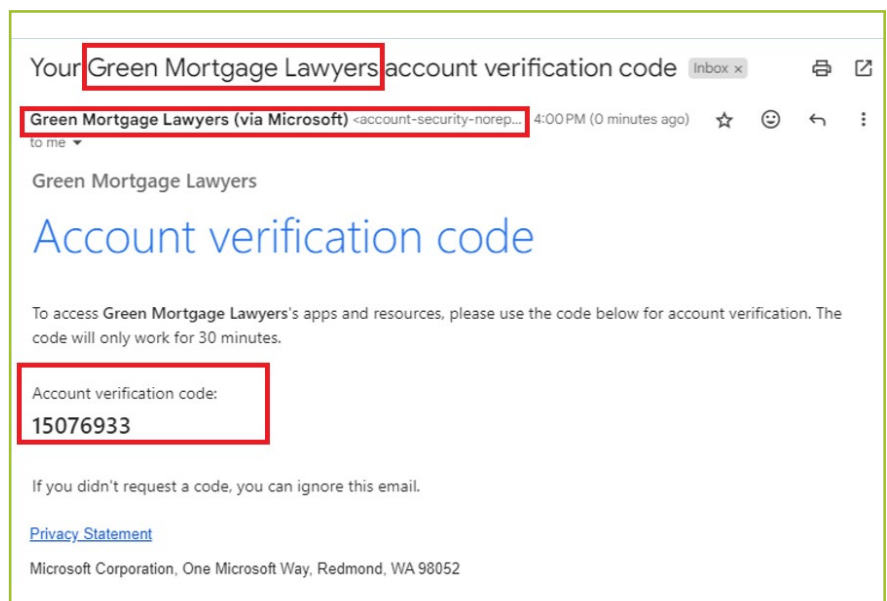 Your Green Mortgage Lawyers account verification code Inbox ×
Green Mortgage Lawyers (via Microsoft) <account-security-norep... 4:00 PM (0 minutes ago)
to me
Green Mortgage Lawyers
Account verification code
To access Green Mortgage Lawyers's apps and resources, please use the code below for account verification. The
code will only work for 30 minutes.
Account verification code:
15076933
If you didn't request a code, you can ignore this email.
Privacy Statement
Microsoft Corporation, One Microsoft Way, Redmond, WA 98052